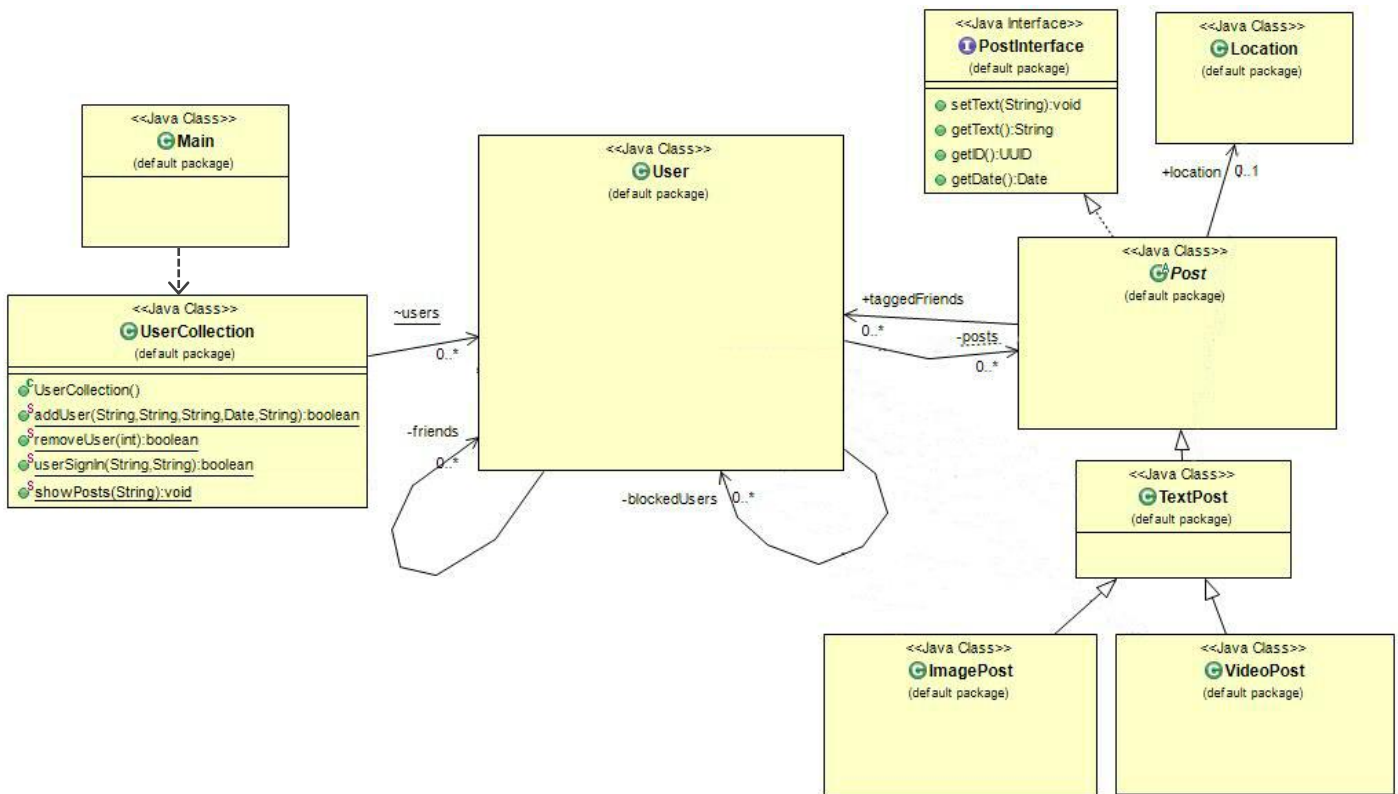 <<Java Class>>
Main
(default package)
<<Java Class>>
UserCollection
(default package)
UserCollection()
addUser(String,String,String,Date,String):boolean
removeUser(int):boolean
userSignIn(String,String):boolean
showPosts(String):void
~users
0..*
<<Java Class>>
User
(default package)
-friends
0..*
-blockedUsers
0..*
+taggedFriends
0..*
-posts
0..*
<<Java Interface>>
PostInterface
(default package)
setText(String):void
getText():String
getID():UUID
getDate():Date
<<Java Class>>
Location
(default package)
+location
0..1
<<Java Class>>
Post
(default package)
<<Java Class>>
TextPost
(default package)
<<Java Class>>
ImagePost
(default package)
<<Java Class>>
VideoPost
(default package)